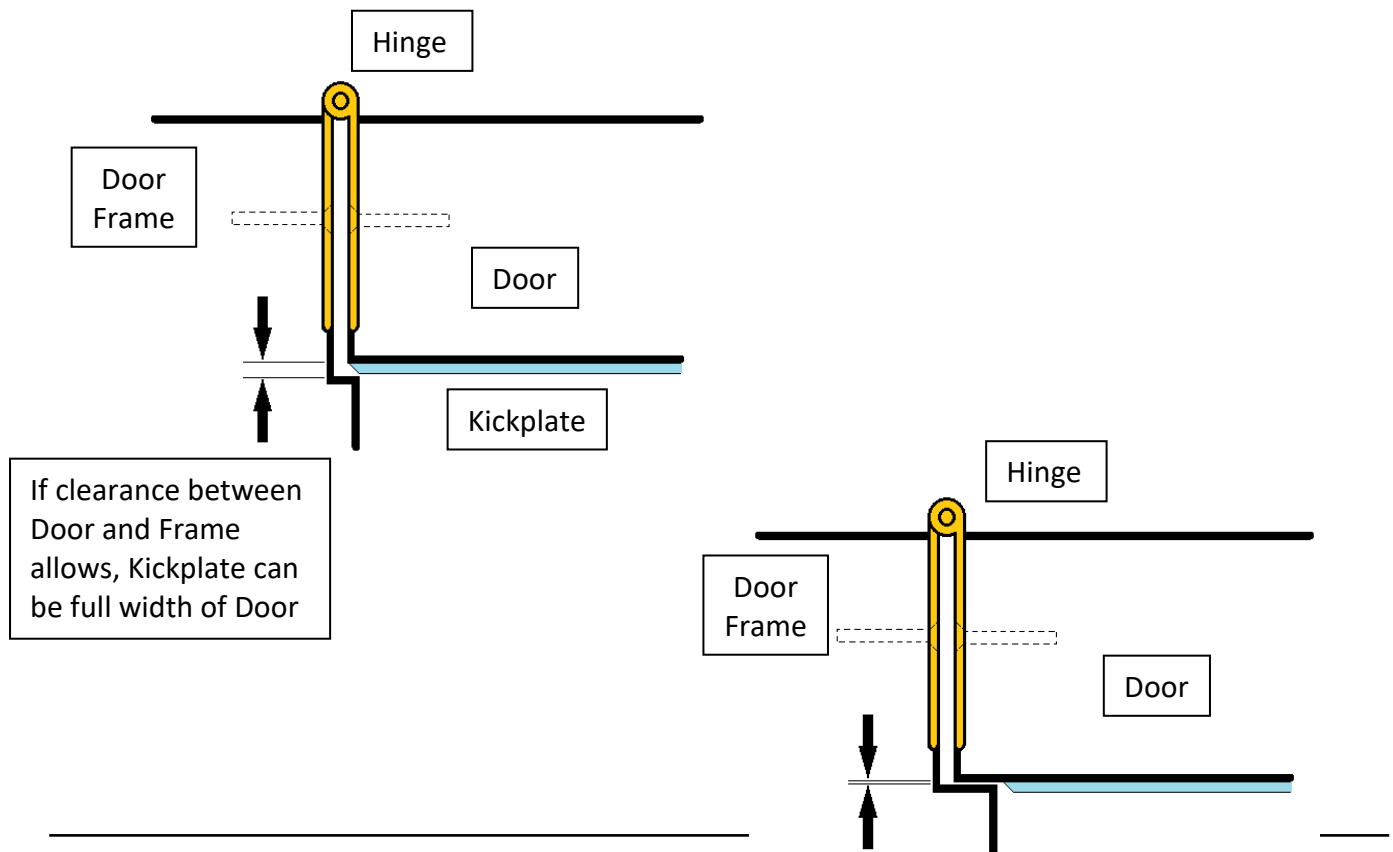 Hinge
Door
Frame
Door
Kickplate
If clearance between
Door and Frame
allows, Kickplate can
be full width of Door
Hinge
Door
Frame
Door